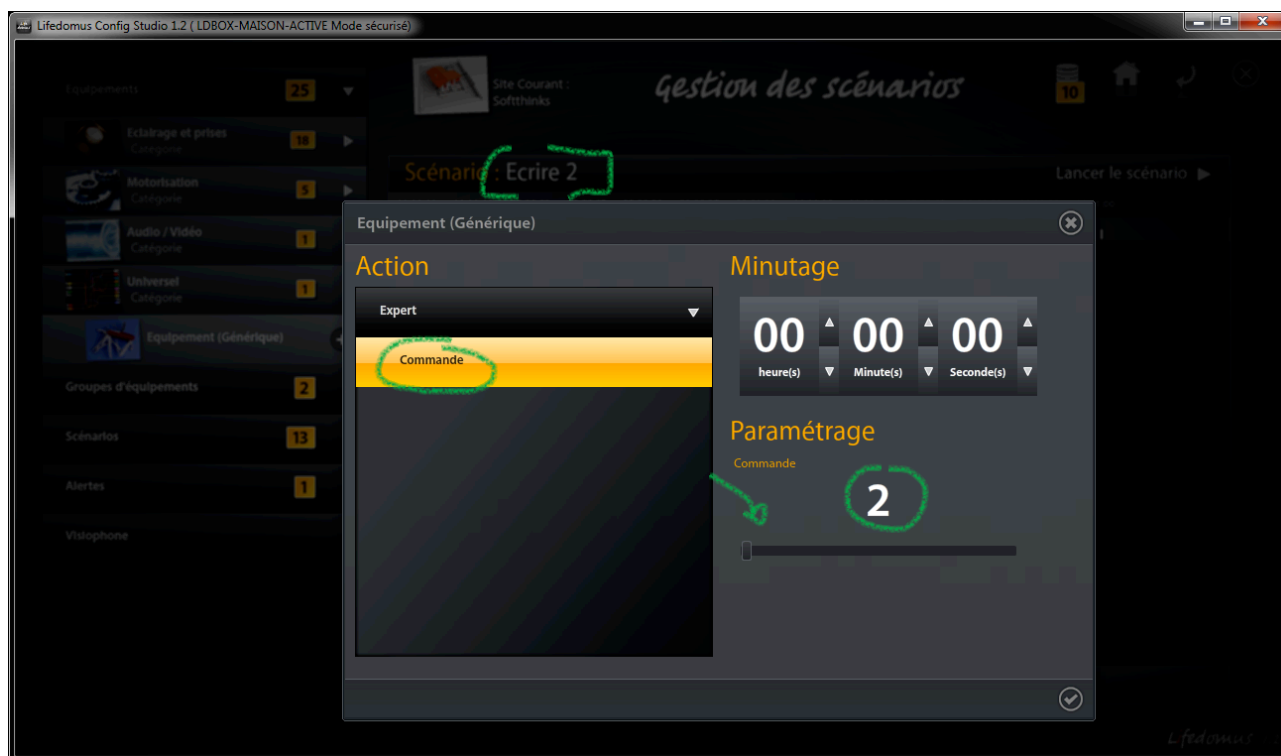 Lifedomus Config Studio 1.2 ( LDBOX-MAISON-ACTIVE Mode sécurisé)
Equipements 25
Site Courant :
Softthinks
Gestion des scénarios
10
Eclairage et prises 18
Catégorie
Scénario : Ecrire 2
Lancer le scénario
Motorisation 5
Catégorie
Audio / Vidéo 1
Catégorie
Universel 1
Catégorie
Equipement (Générique)
Groupes d'équipements 2
Scénarios 13
Alertes 1
Visiophone
Equipement (Générique)
Action
Expert
Commande
Minutage
00 00 00
heure(s) Minute(s) Seconde(s)
Paramétrage
Commande
2
Lifedomus